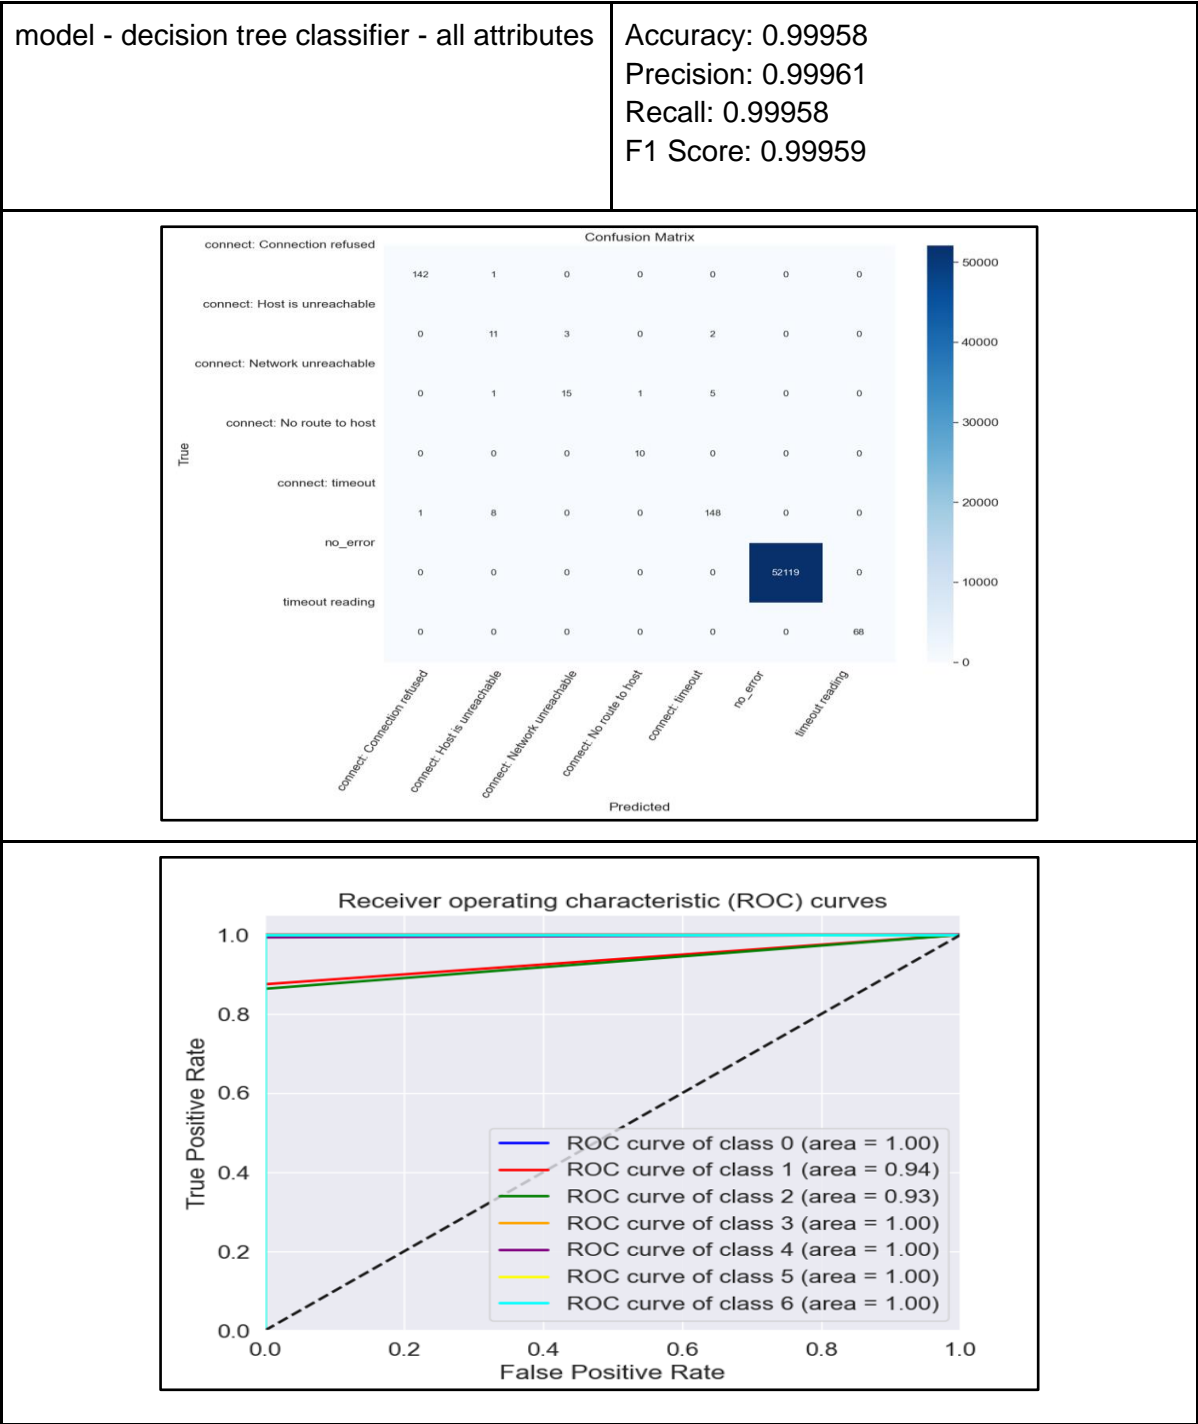 model - decision tree classifier - all attributes
Accuracy: 0.99958
Precision: 0.99961
Recall: 0.99958
F1 Score: 0.99959
Confusion Matrix
True
connect: Connection refused
142 1 0 0 0 0 0
connect: Host is unreachable
0 11 3 0 2 0 0
connect: Network unreachable
0 1 15 1 5 0 0
connect: No route to host
0 0 0 10 0 0 0
connect: timeout
1 8 0 0 148 0 0
no_error
0 0 0 0 0 52119 0
timeout reading
0 0 0 0 0 0 68
50000
40000
30000
20000
10000
0
connect: Connection refused
connect: Host is unreachable
connect: Network unreachable
connect: No route to host
connect: timeout
no_error
timeout reading
Predicted
Receiver operating characteristic (ROC) curves
True Positive Rate
1.0
0.8
0.6
0.4
0.2
0.0
ROC curve of class 0 (area = 1.00)
ROC curve of class 1 (area = 0.94)
ROC curve of class 2 (area = 0.93)
ROC curve of class 3 (area = 1.00)
ROC curve of class 4 (area = 1.00)
ROC curve of class 5 (area = 1.00)
ROC curve of class 6 (area = 1.00)
0.0 0.2 0.4 0.6 0.8 1.0
False Positive Rate